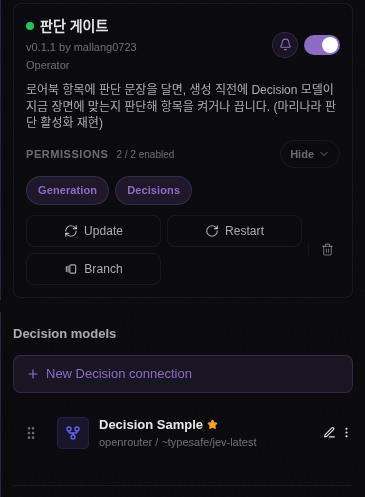 판단 게이트
v0.1.1 by mallang0723
Operator
로어북 항목에 판단 문장을 달면, 생성 직전에 Decision 모델이
지금 장면에 맞는지 판단해 항목을 켜거나 끕니다. (마리나라 판
단 활성화 재현)
PERMISSIONS 2 / 2 enabled
Hide
Generation
Decisions
Update
Restart
Branch
Decision models
New Decision connection
Decision Sample
openrouter / ~typesafe/jev-latest